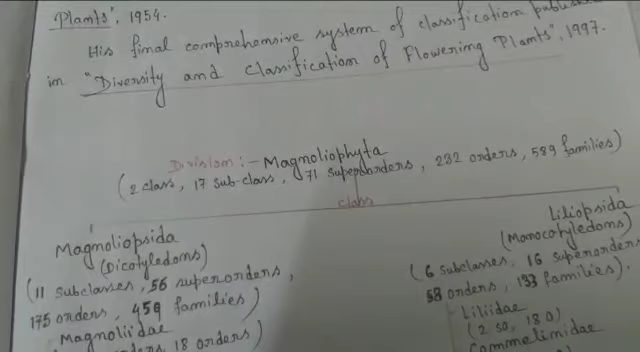 Plants", 1954.
His final comprehensive system of classification published
in "Diversity and Classification of Flowering Plants", 1997.
Division:- Magnoliophyta
(2 class, 17 sub-class, 71 superorders, 232 orders, 589 families)
class
Magnoliopsida
(Dicotyledons)
(11 subclasses, 56 superorders,
175 orders, 459 families)
Magnoliidae
18 orders)
Liliopsida
(Monocotyledons)
(6 subclasses, 16 superorders
58 orders, 133 families).
Liliidae
(2 so, 18 o)
Commelinidae